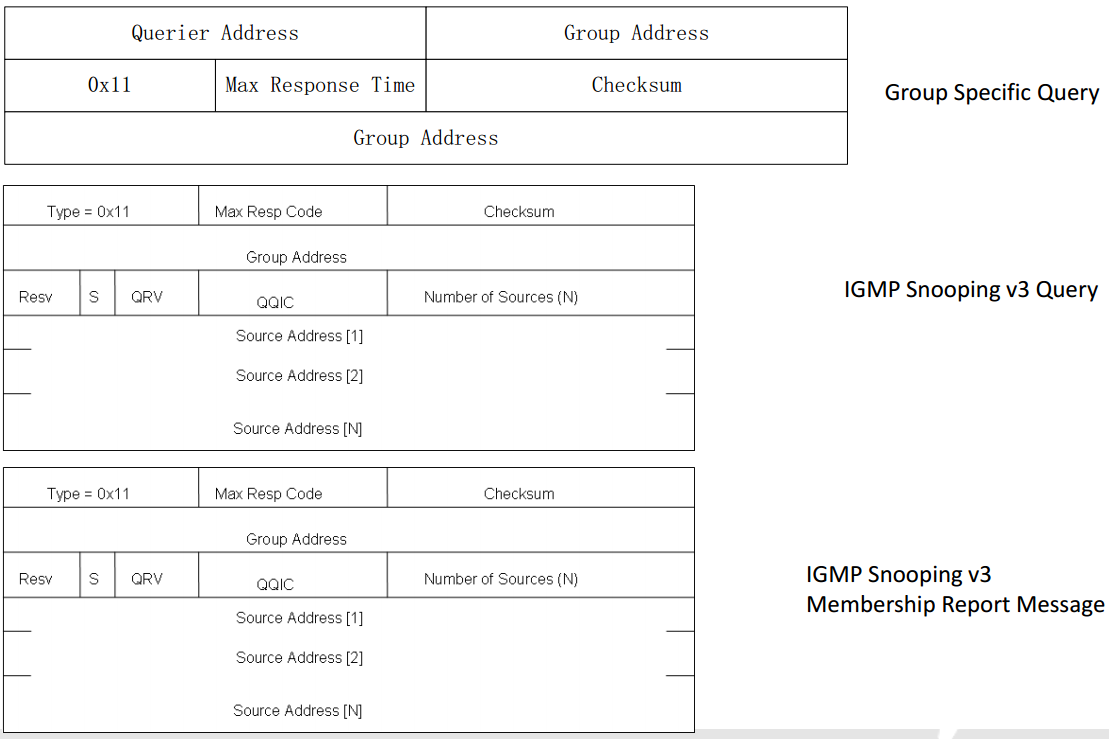 Querier Address Group Address
0x11 Max Response Time Checksum
Group Address
Group Specific Query
Type = 0x11 Max Resp Code Checksum
Group Address
Resv S QRV QQIC Number of Sources (N)
Source Address [1]
Source Address [2]
Source Address [N]
IGMP Snooping v3 Query
Type = 0x11 Max Resp Code Checksum
Group Address
Resv S QRV QQIC Number of Sources (N)
Source Address [1]
Source Address [2]
Source Address [N]
IGMP Snooping v3
Membership Report Message